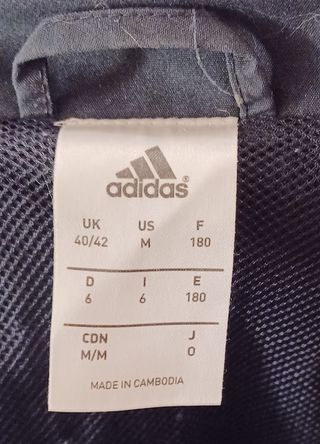 adidas
UK US F
40/42 M 180
D I E
6 6 180
CDN J
M/M O
MADE IN CAMBODIA